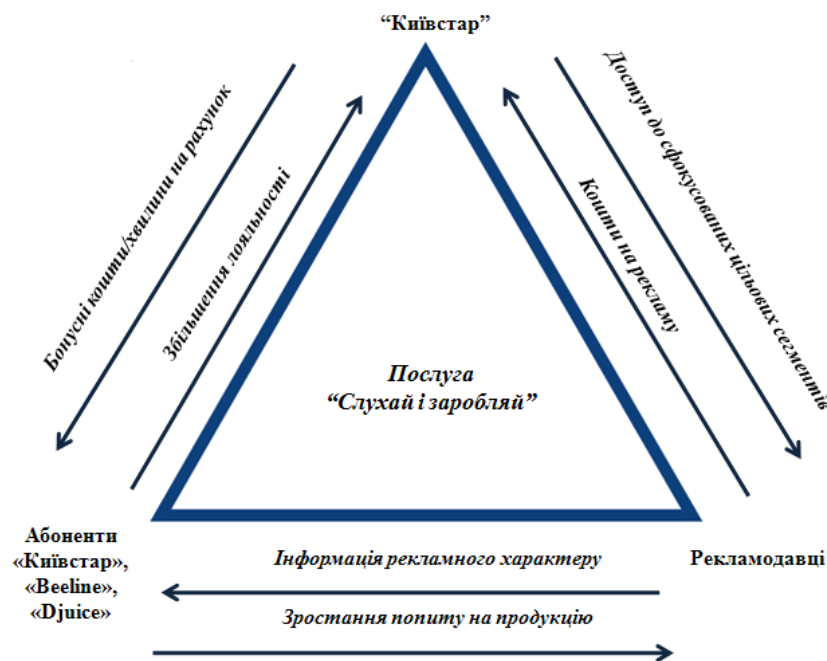 “Київстар”
Бонусні кошти/хвилини на рахунок
Збільшення лояльності
Кошти на рекламу
Доступ до сфокусованих цільових сегментів
Послуга
“Слухай і заробляй”
Абоненти
«Київстар»,
«Beeline»,
«Djuice»
Інформація рекламного характеру
Рекламодавці
Зростання попиту на продукцію